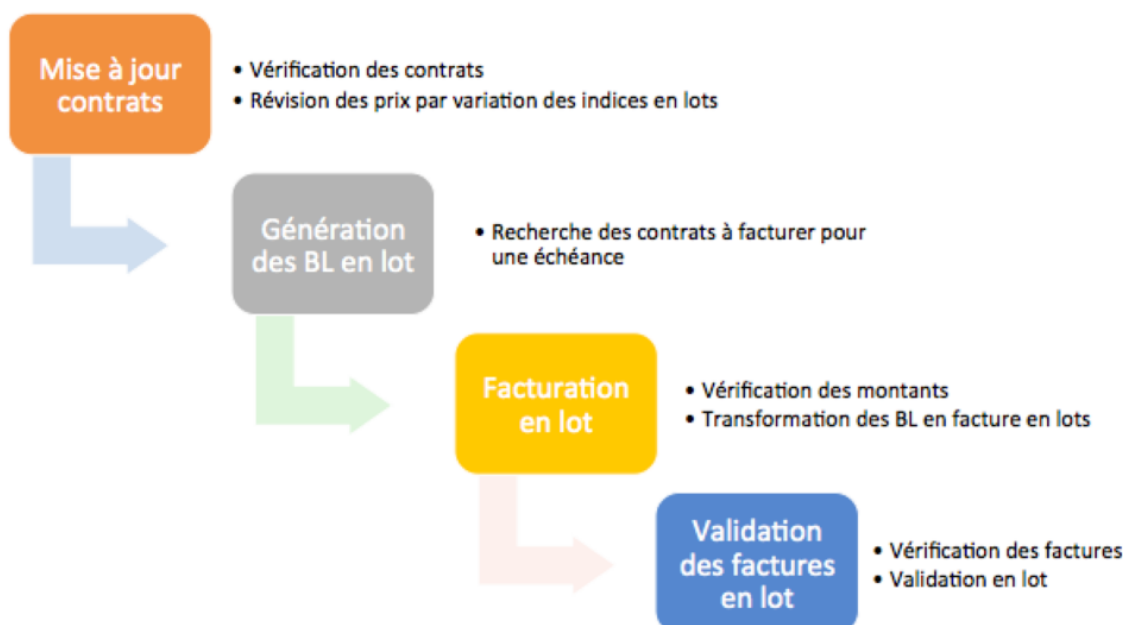 Mise à jour
contrats
• Vérification des contrats
• Révision des prix par variation des indices en lots
Génération
des BL en lot
• Recherche des contrats à facturer pour
une échéance
Facturation
en lot
• Vérification des montants
• Transformation des BL en facture en lots
Validation
des factures
en lot
• Vérification des factures
• Validation en lot